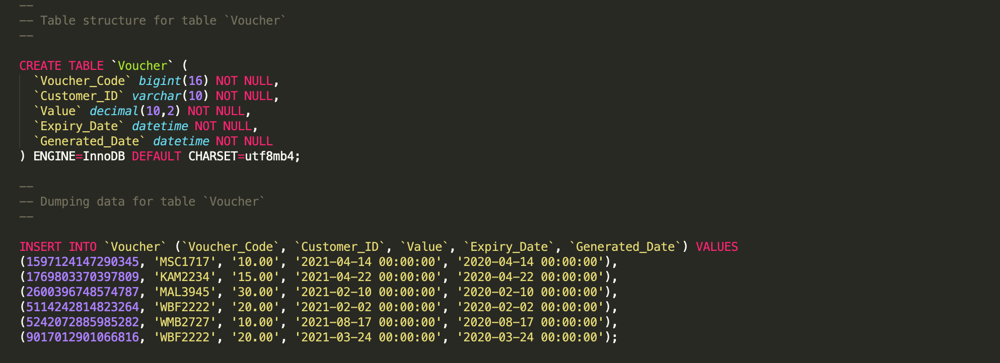 --
-- Table structure for table `Voucher`
--
CREATE TABLE `Voucher` (
`Voucher_Code` bigint(16) NOT NULL,
`Customer_ID` varchar(10) NOT NULL,
`Value` decimal(10,2) NOT NULL,
`Expiry_Date` datetime NOT NULL,
`Generated_Date` datetime NOT NULL
) ENGINE=InnoDB DEFAULT CHARSET=utf8mb4;
--
-- Dumping data for table `Voucher`
--
INSERT INTO `Voucher` (`Voucher_Code`, `Customer_ID`, `Value`, `Expiry_Date`, `Generated_Date`) VALUES
(1597124147290345, 'MSC1717', '10.00', '2021-04-14 00:00:00', '2020-04-14 00:00:00'),
(1769803370397809, 'KAM2234', '15.00', '2021-04-22 00:00:00', '2020-04-22 00:00:00'),
(2600396748574787, 'MAL3945', '30.00', '2021-02-10 00:00:00', '2020-02-10 00:00:00'),
(5114242814823264, 'WBF2222', '20.00', '2021-02-02 00:00:00', '2020-02-02 00:00:00'),
(5242072885985282, 'WMB2727', '10.00', '2021-08-17 00:00:00', '2020-08-17 00:00:00'),
(9017012901066816, 'WBF2222', '20.00', '2021-03-24 00:00:00', '2020-03-24 00:00:00');